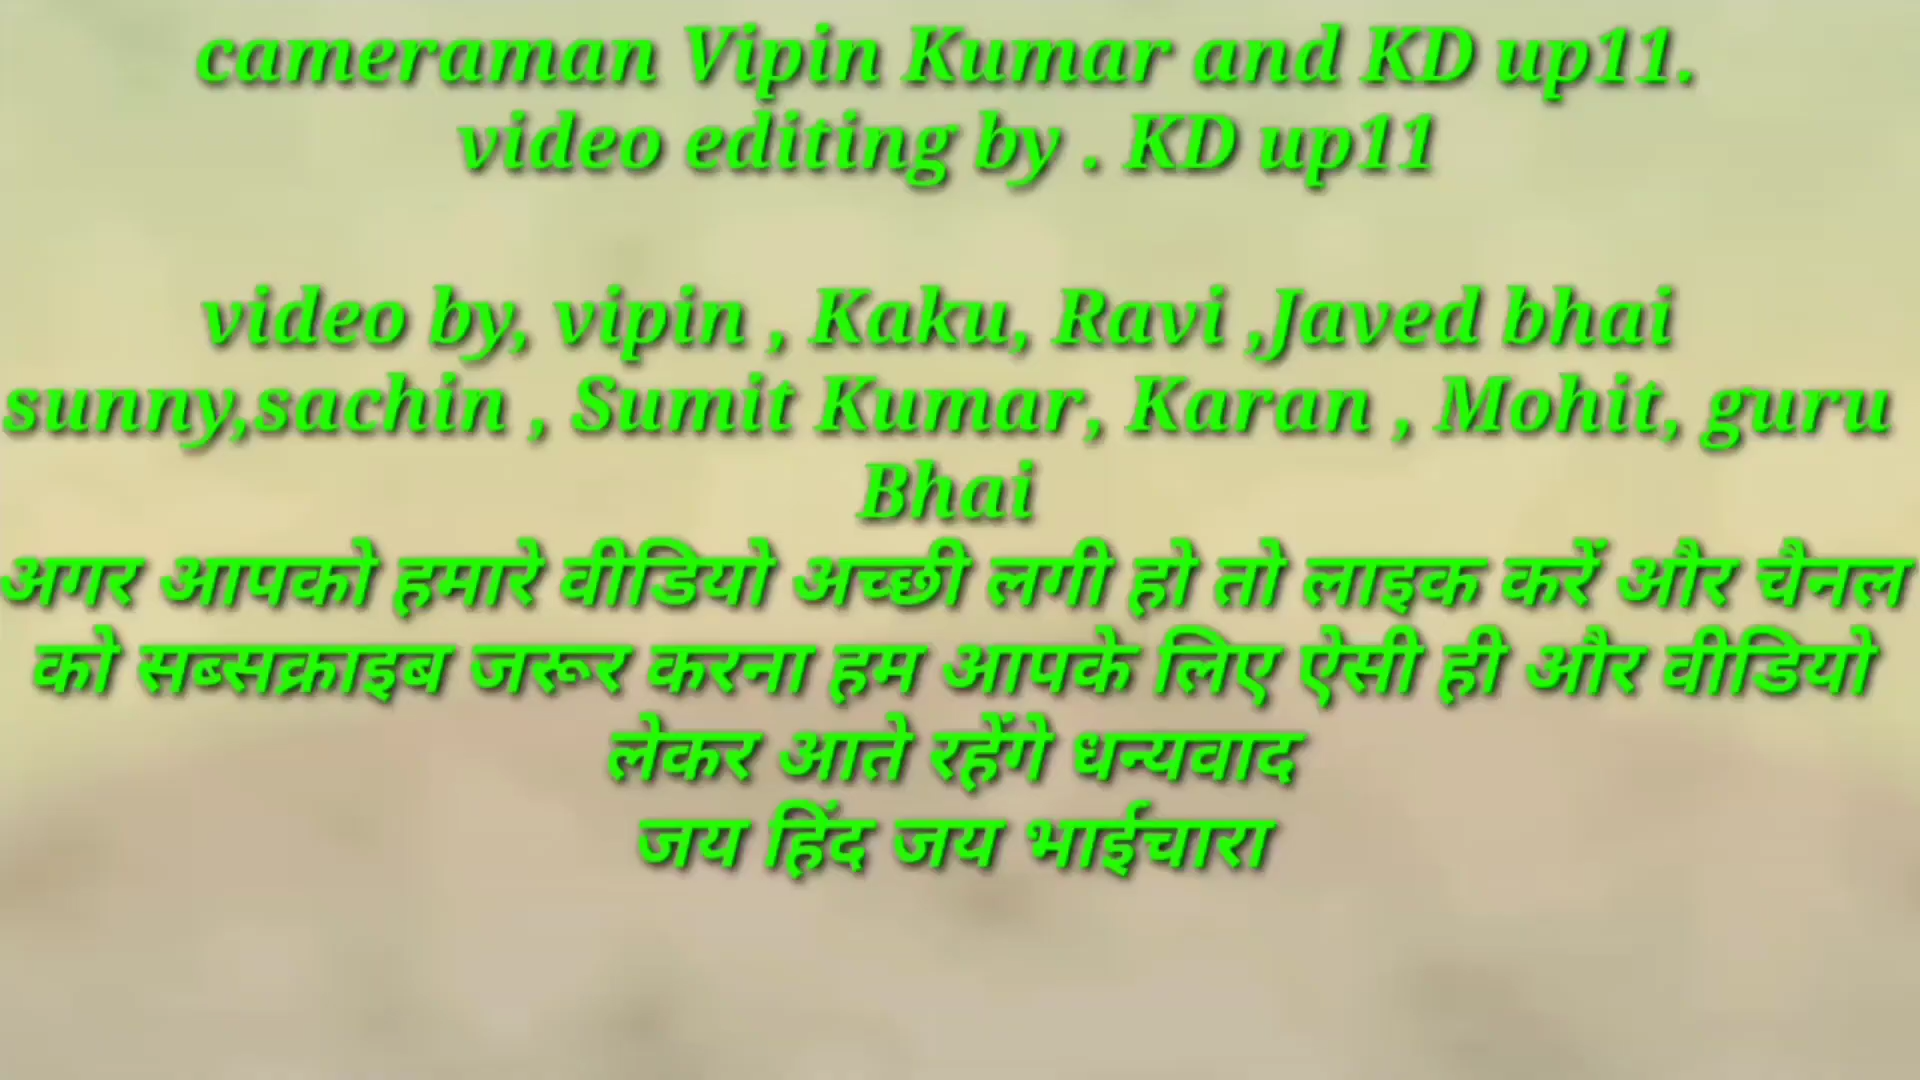 cameraman Vipin Kumar and KD up11.
video editing by . KD up11
video by, vipin , Kaku, Ravi ,Javed bhai
sunny,sachin , Sumit Kumar, Karan , Mohit, guru
Bhai
अगर आपको हमारे वीडियो अच्छी लगी हो तो लाइक करें और चैनल
को सब्सक्राइब जरूर करना हम आपके लिए ऐसी ही और वीडियो
लेकर आते रहेंगे धन्यवाद
जय हिंद जय भाईचारा